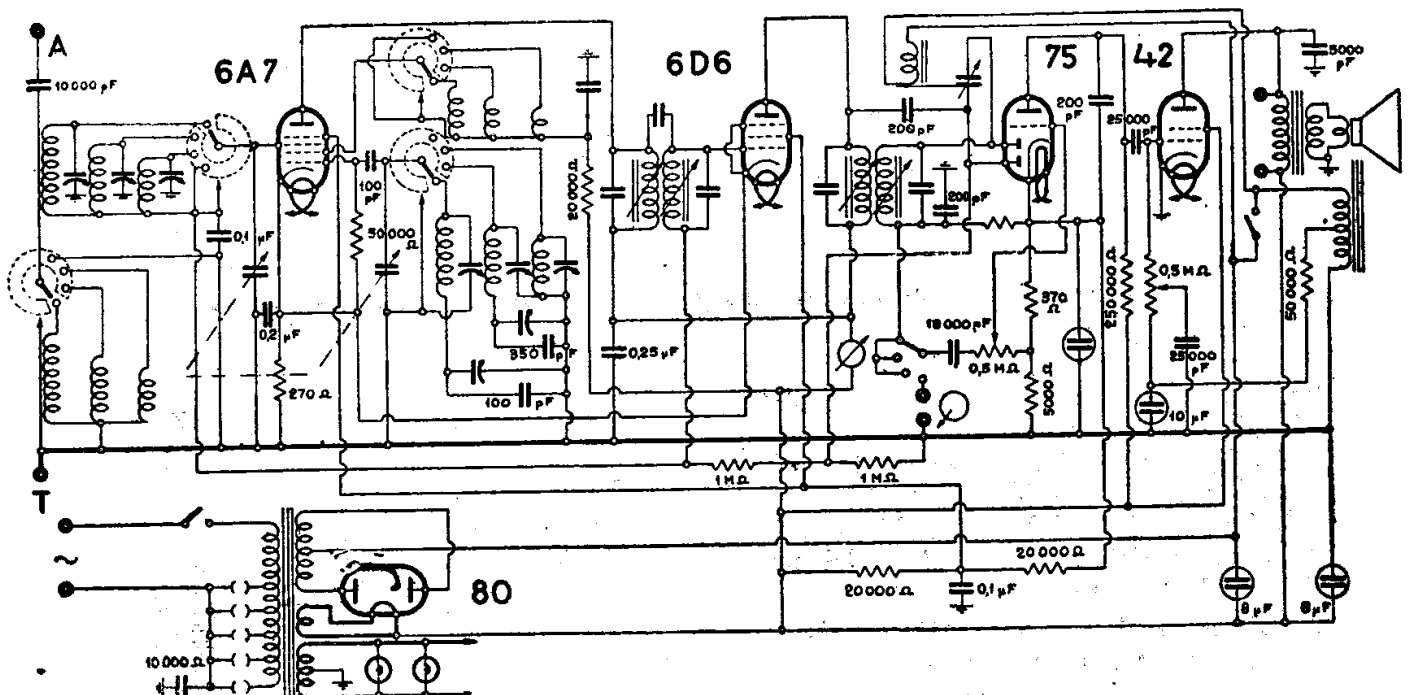 A
10 000 pF
6A7
0,1 µF
0,2 µF
270 Ω
100 pF
50 000 Ω
350 pF
100 pF
20 000 Ω
6D6
0,25 µF
200 pF
200 pF
18 000 pF
0,5 MΩ
75
200 pF
370 Ω
5000 Ω
42
25 000 pF
250 000 Ω
0,5 MΩ
25 000 pF
10 µF
5000 pF
50 000 Ω
T
1 MΩ
1 MΩ
~
80
10 000 Ω
20 000 Ω
20 000 Ω
0,1 µF
8 µF
8 µF